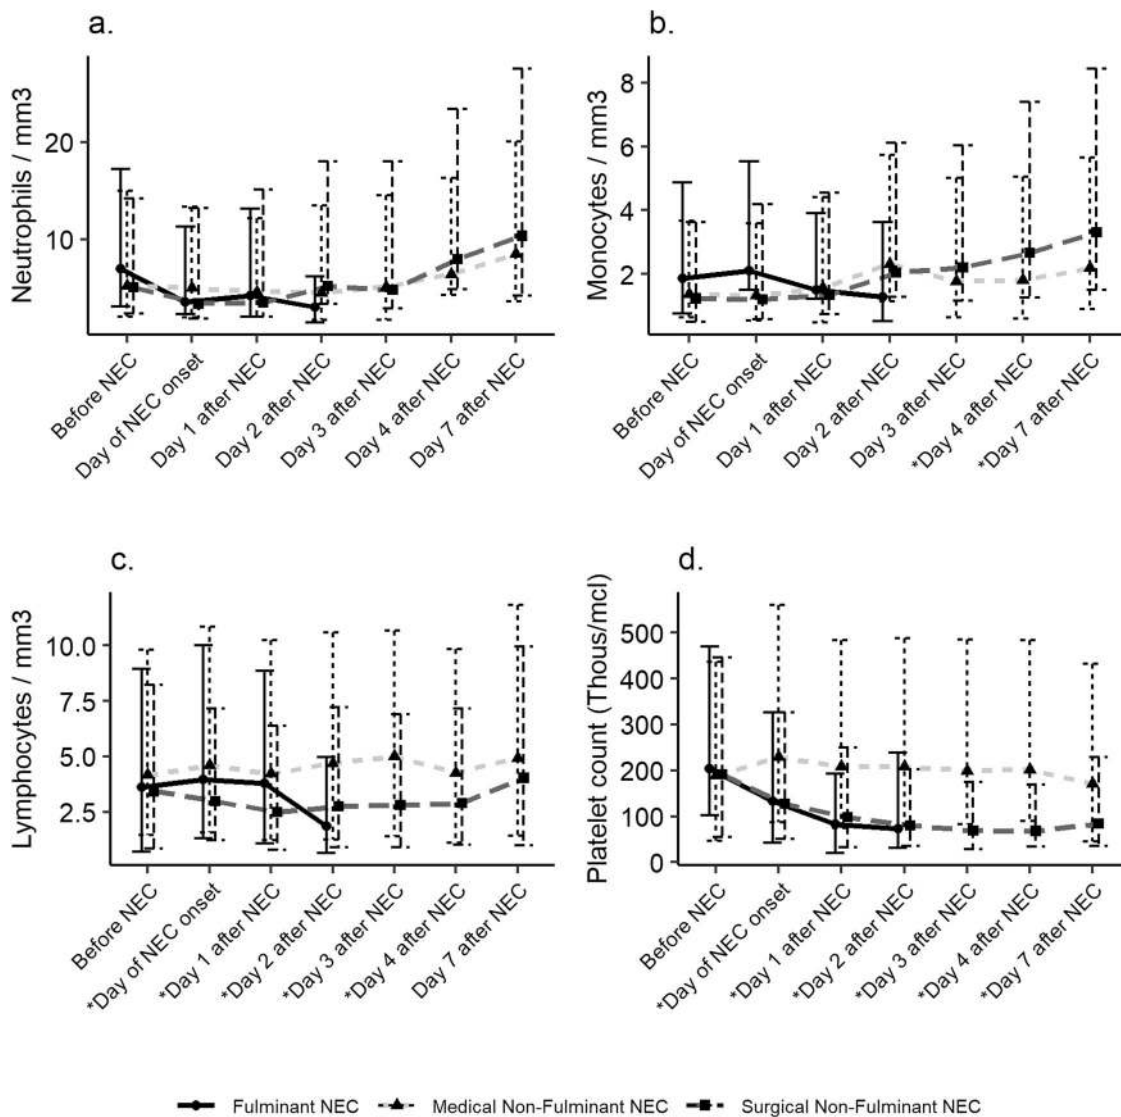 a.
Neutrophils / mm3
20
10
Before NEC
Day of NEC onset
Day 1 after NEC
Day 2 after NEC
Day 3 after NEC
Day 4 after NEC
Day 7 after NEC
b.
Monocytes / mm3
8
6
4
2
Before NEC
Day of NEC onset
Day 1 after NEC
Day 2 after NEC
Day 3 after NEC
*Day 4 after NEC
*Day 7 after NEC
c.
Lymphocytes / mm3
10.0
7.5
5.0
2.5
Before NEC
*Day of NEC onset
*Day 1 after NEC
*Day 2 after NEC
*Day 3 after NEC
*Day 4 after NEC
Day 7 after NEC
d.
Platelet count (Thous/mcl)
500
400
300
200
100
0
Before NEC
*Day of NEC onset
*Day 1 after NEC
*Day 2 after NEC
*Day 3 after NEC
*Day 4 after NEC
*Day 7 after NEC
Fulminant NEC
Medical Non-Fulminant NEC
Surgical Non-Fulminant NEC